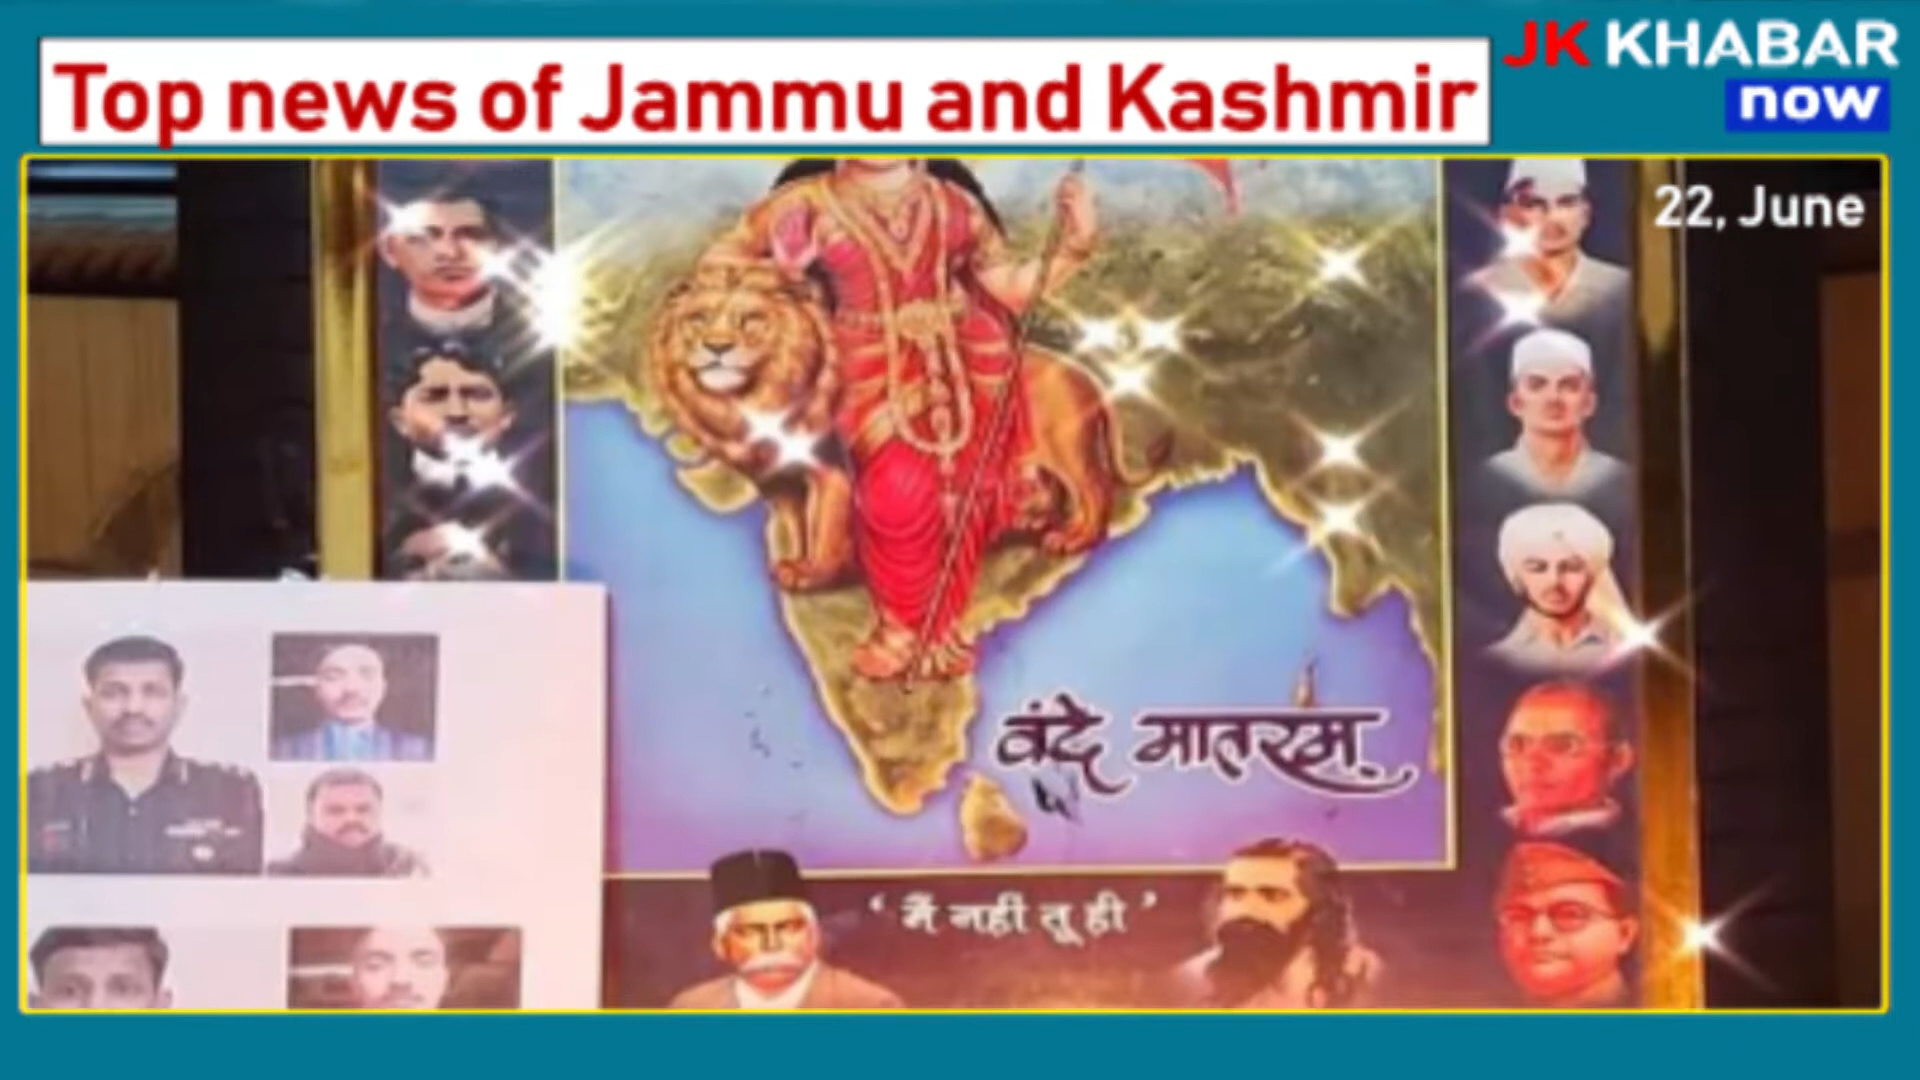 Top news of Jammu and Kashmir
JK KHABAR
now
22, June
वंदे मातरम्
‘ मैं नहीं तू ही ’